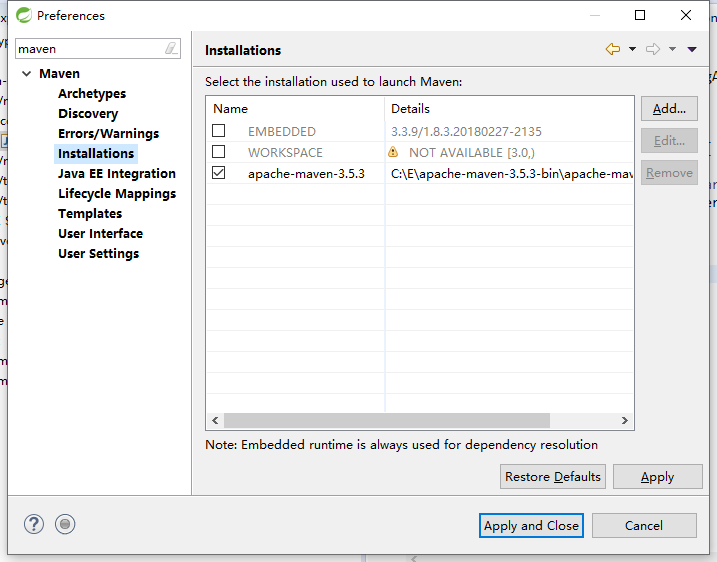 Preferences
maven
Maven
Archetypes
Discovery
Errors/Warnings
Installations
Java EE Integration
Lifecycle Mappings
Templates
User Interface
User Settings
Installations
Select the installation used to launch Maven:
Name Details
EMBEDDED 3.3.9/1.8.3.20180227-2135
WORKSPACE NOT AVAILABLE [3.0,)
apache-maven-3.5.3 C:\E\apache-maven-3.5.3-bin\apache-mav
Add...
Edit...
Remove
Note: Embedded runtime is always used for dependency resolution
Restore Defaults Apply
Apply and Close Cancel